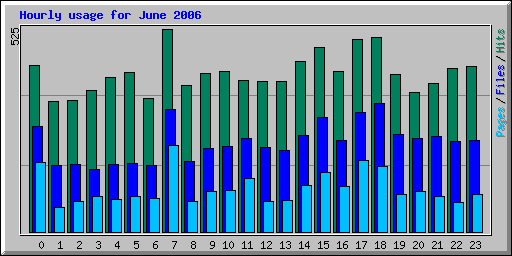 Hourly usage for June 2006
525
Pages / Files / Hits
0 1 2 3 4 5 6 7 8 9 10 11 12 13 14 15 16 17 18 19 20 21 22 23